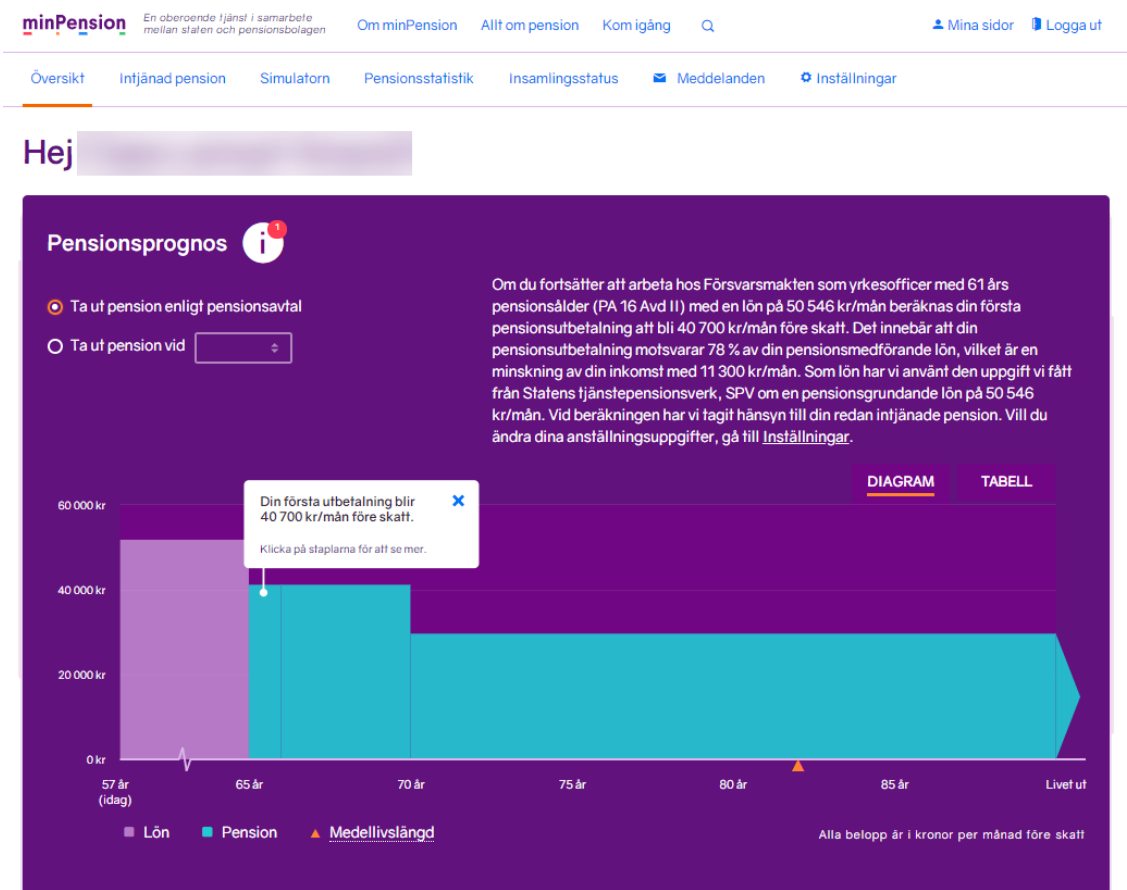 minPension
En oberoende tjänst i samarbete
mellan staten och pensionsbolagen
Om minPension
Allt om pension
Kom igång
Mina sidor
Logga ut
Översikt
Intjänad pension
Simulatorn
Pensionsstatistik
Insamlingsstatus
Meddelanden
Inställningar
Hej
Pensionsprognos
i
1
Ta ut pension enligt pensionsavtal
Ta ut pension vid
Om du fortsätter att arbeta hos Försvarsmakten som yrkesofficer med 61 års
pensionsålder (PA 16 Avd II) med en lön på 50 546 kr/mån beräknas din första
pensionsutbetalning att bli 40 700 kr/mån före skatt. Det innebär att din
pensionsutbetalning motsvarar 78 % av din pensionsmedförande lön, vilket är en
minskning av din inkomst med 11 300 kr/mån. Som lön har vi använt den uppgift vi fått
från Statens tjänstepensionsverk, SPV om en pensionsgrundande lön på 50 546
kr/mån. Vid beräkningen har vi tagit hänsyn till din redan intjänade pension. Vill du
ändra dina anställningsuppgifter, gå till Inställningar.
DIAGRAM
TABELL
Din första utbetalning blir
40 700 kr/mån före skatt.
Klicka på staplarna för att se mer.
60 000 kr
40 000 kr
20 000 kr
0 kr
57 år
(idag)
65 år
70 år
75 år
80 år
85 år
Livet ut
Lön
Pension
Medellivslängd
Alla belopp är i kronor per månad före skatt